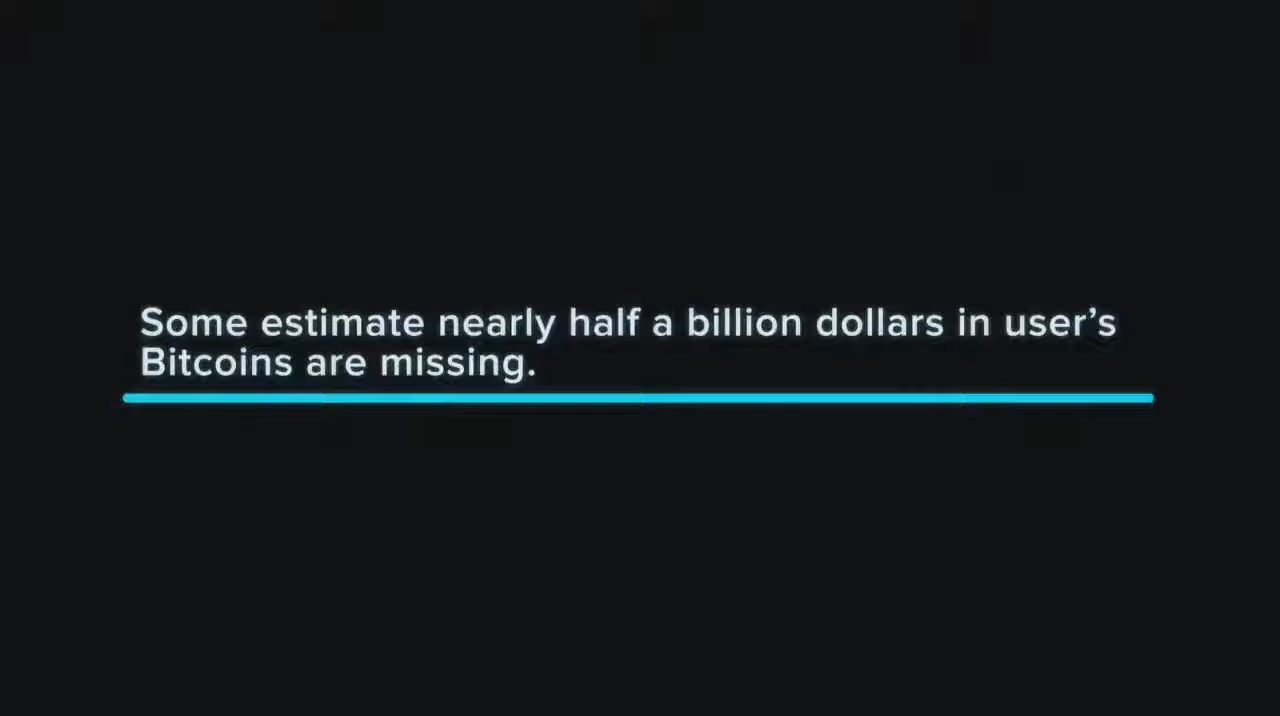 Some estimate nearly half a billion dollars in user’s
Bitcoins are missing.